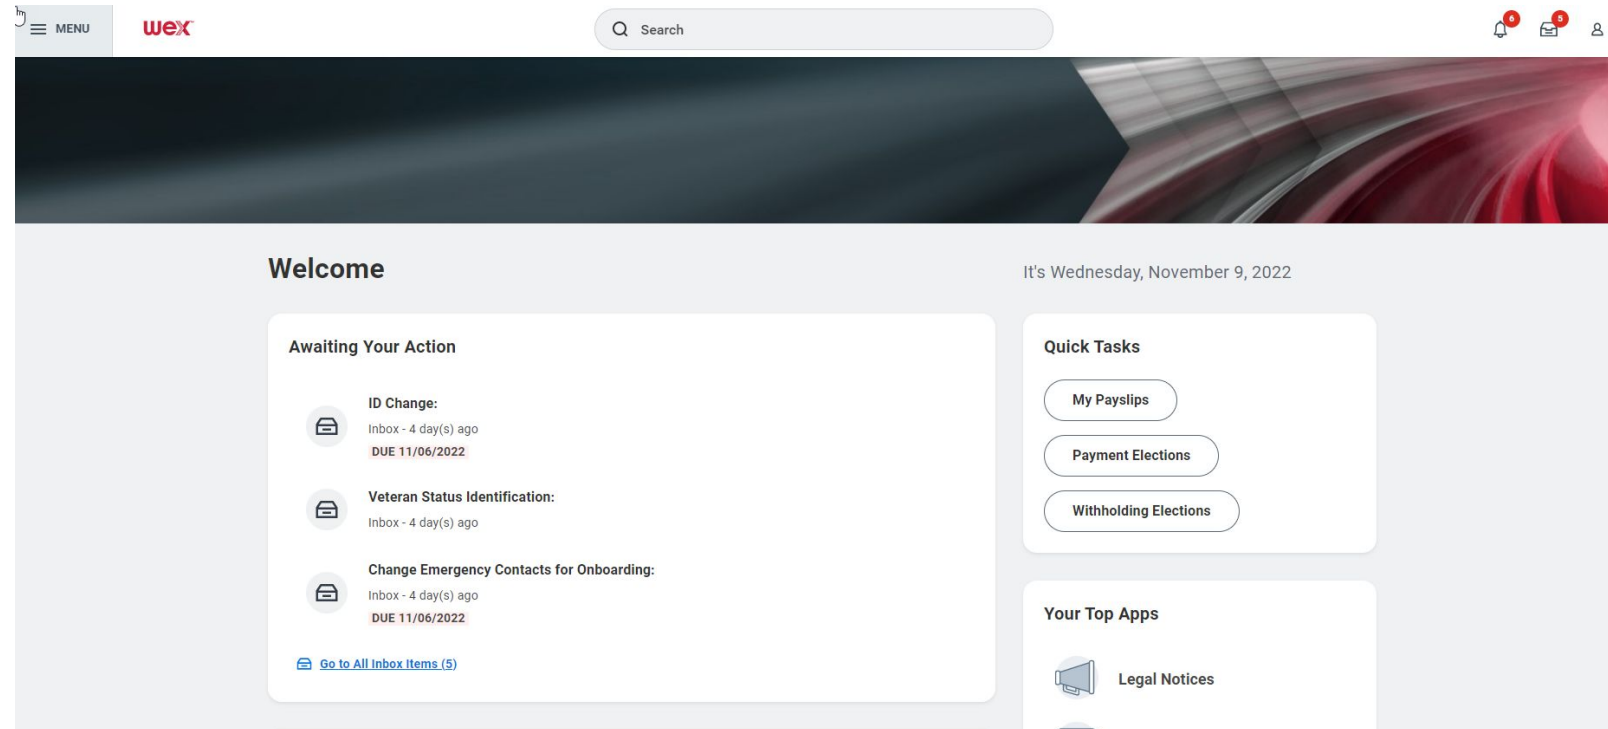 MENU
wex
Search
6
5
Welcome
It's Wednesday, November 9, 2022
Awaiting Your Action
ID Change:
Inbox - 4 day(s) ago
DUE 11/06/2022
Veteran Status Identification:
Inbox - 4 day(s) ago
Change Emergency Contacts for Onboarding:
Inbox - 4 day(s) ago
DUE 11/06/2022
Go to All Inbox Items (5)
Quick Tasks
My Payslips
Payment Elections
Withholding Elections
Your Top Apps
Legal Notices